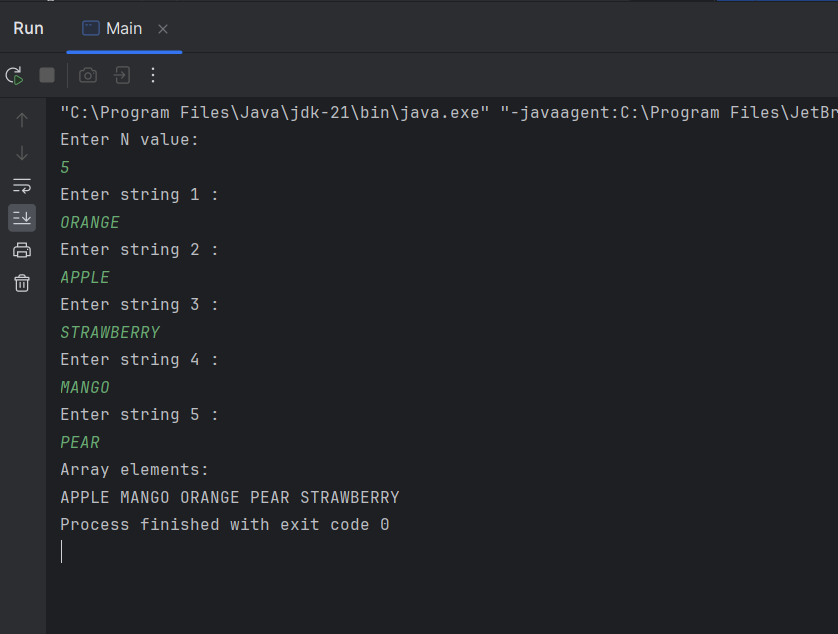 Run Main
"C:\Program Files\Java\jdk-21\bin\java.exe" "-javaagent:C:\Program Files\JetBr
Enter N value:
5
Enter string 1 :
ORANGE
Enter string 2 :
APPLE
Enter string 3 :
STRAWBERRY
Enter string 4 :
MANGO
Enter string 5 :
PEAR
Array elements:
APPLE MANGO ORANGE PEAR STRAWBERRY
Process finished with exit code 0